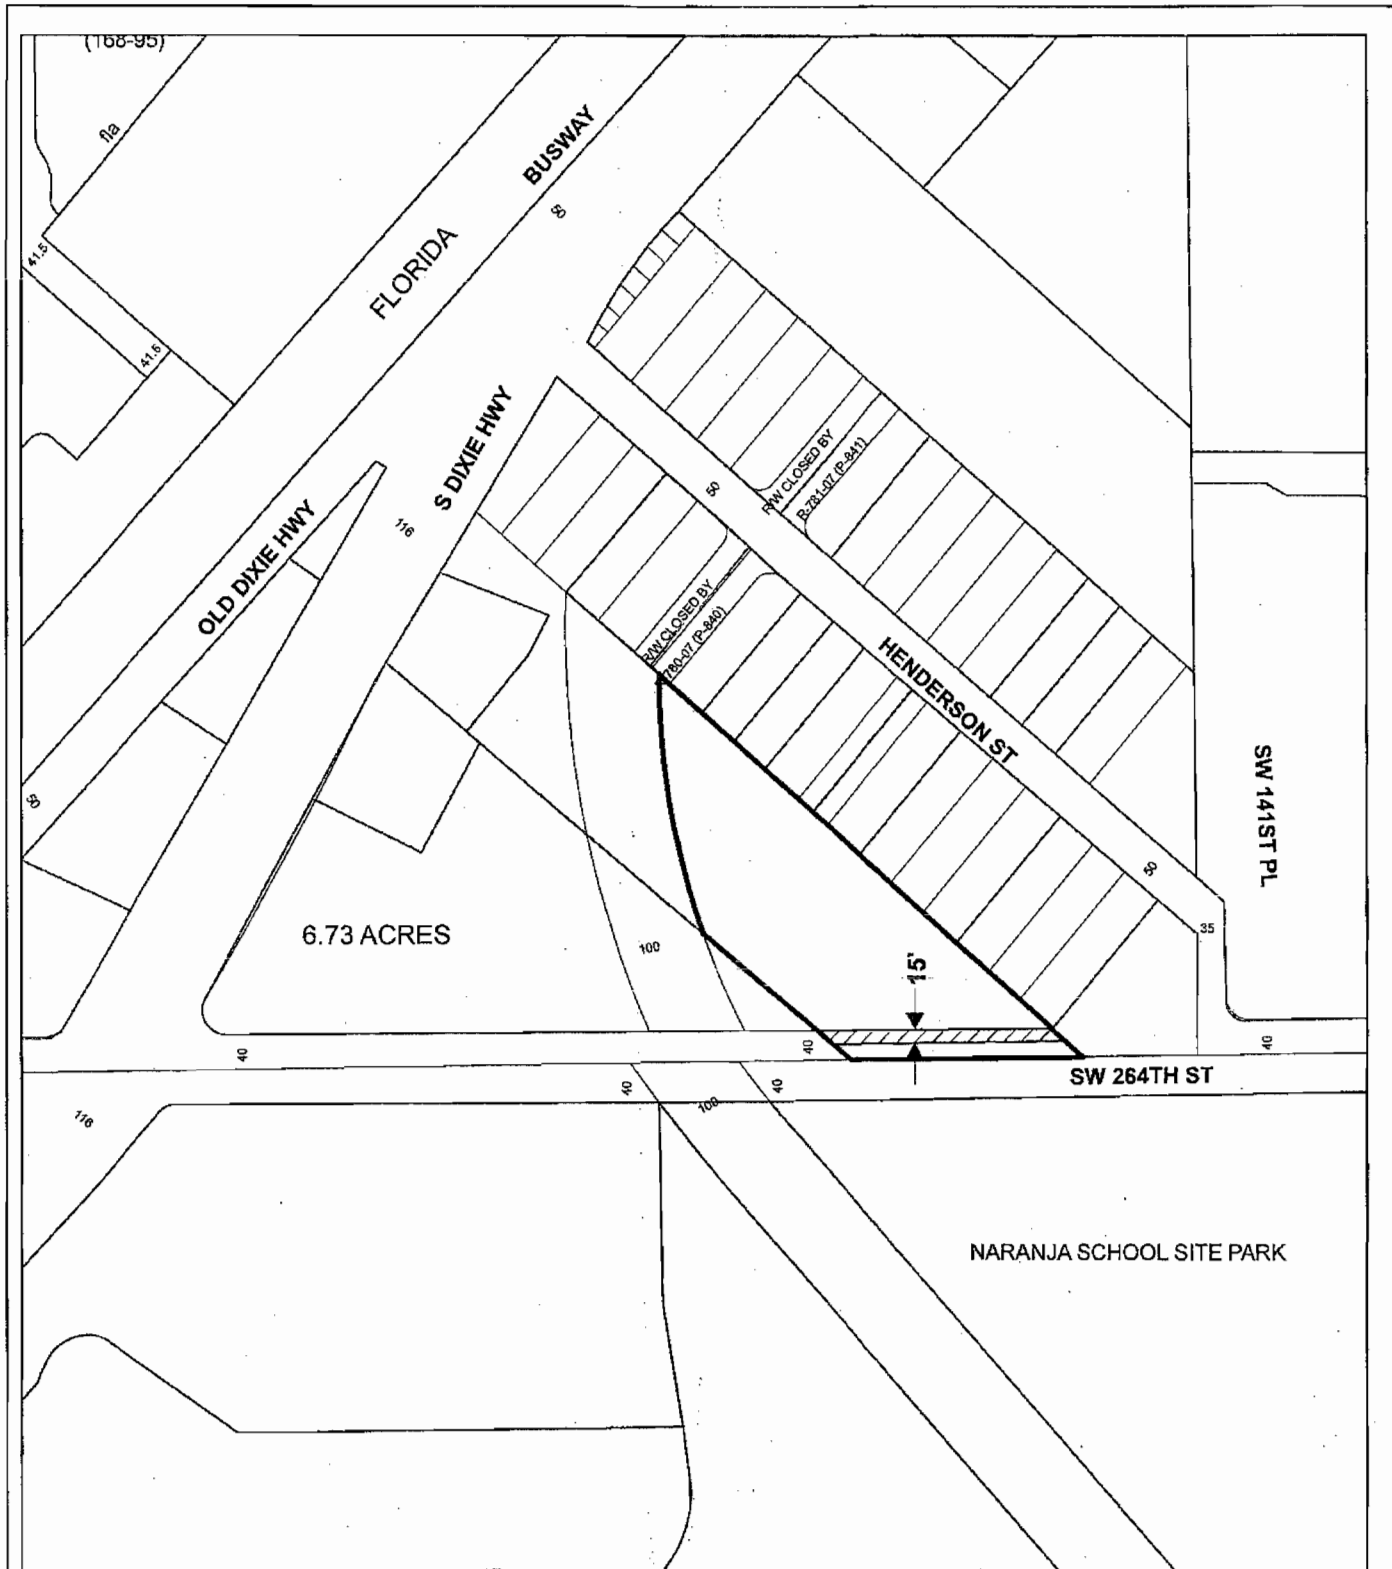 (168-95)
fla
BUSWAY
50
FLORIDA
41.5
41.5
S DIXIE HWY
116
OLD DIXIE HWY
R/W CLOSED BY
R-781-07 (P-841)
50
R/W CLOSED BY
780-07 (P-840)
HENDERSON ST
SW 141ST PL
50
50
35
6.73 ACRES
100
15'
40
40
40
SW 264TH ST
40
40
100
116
NARANJA SCHOOL SITE PARK